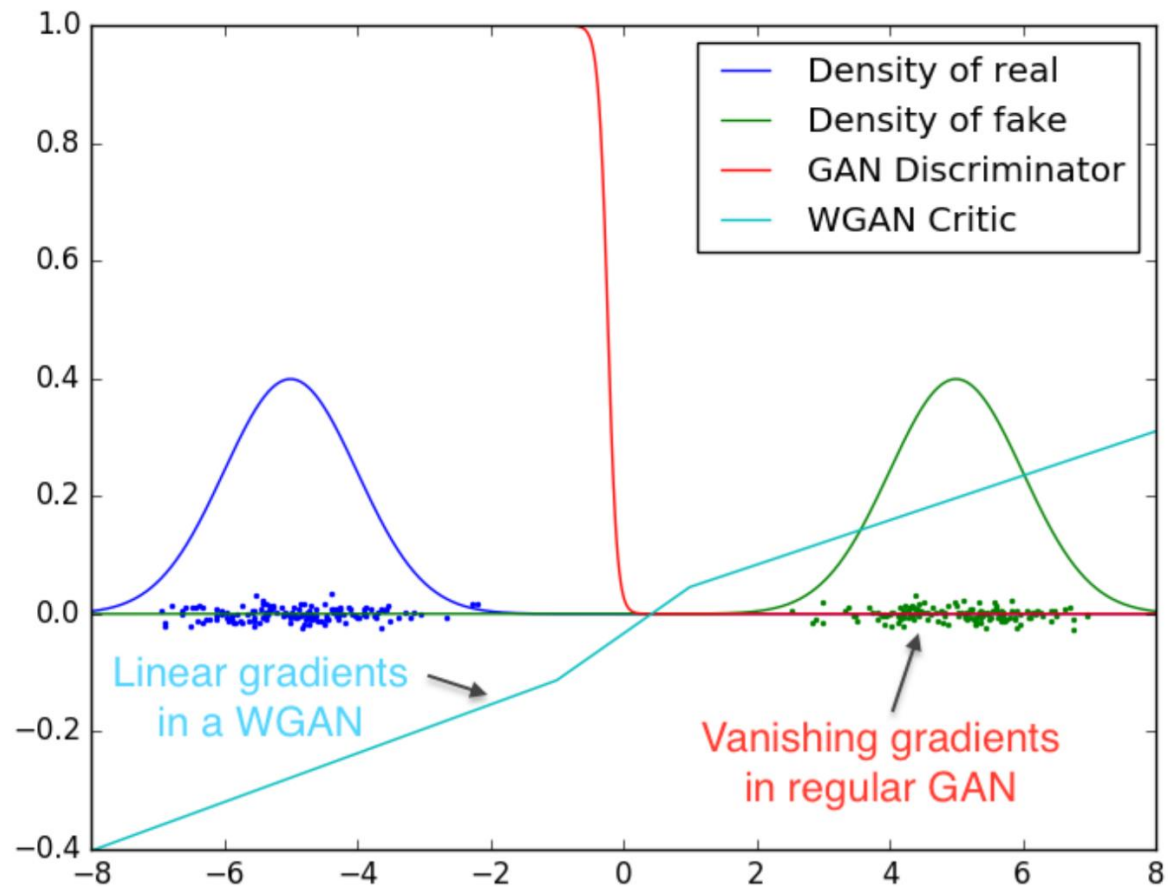 1.0
0.8
0.6
0.4
0.2
0.0
−0.2
−0.4
Density of real
Density of fake
GAN Discriminator
WGAN Critic
Linear gradients
in a WGAN
Vanishing gradients
in regular GAN
−8 −6 −4 −2 0 2 4 6 8